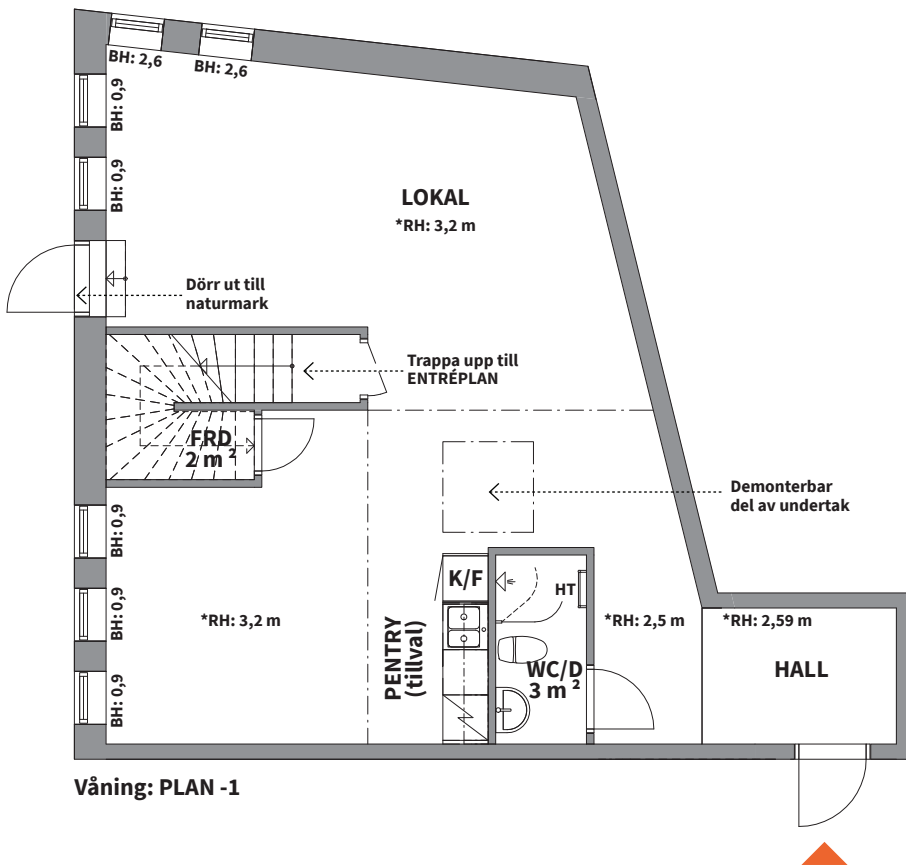 BH: 2,6
BH: 2,6
BH: 0,9
BH: 0,9
LOKAL
*RH: 3,2 m
Dörr ut till
naturmark
Trappa upp till
ENTRÉPLAN
FRD
2 m ²
Demonterbar
del av undertak
BH: 0,9
BH: 0,9
BH: 0,9
K/F
HT
*RH: 3,2 m
PENTRY
(tillval)
*RH: 2,5 m
*RH: 2,59 m
WC/D
3 m ²
HALL
Våning: PLAN -1